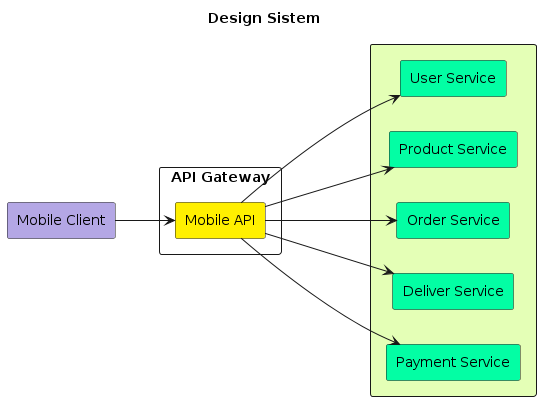 Design Sistem
User Service
Product Service
API Gateway
Mobile Client
Mobile API
Order Service
Deliver Service
Payment Service